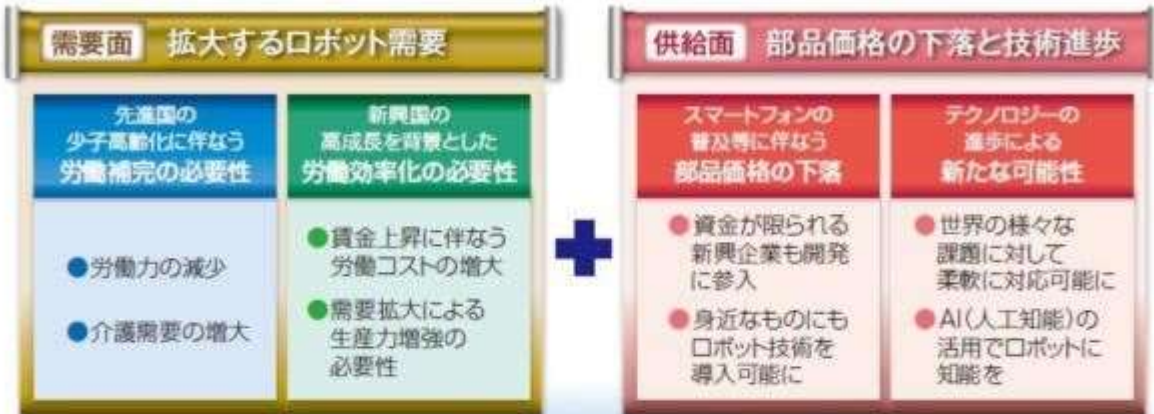 需要面 拡大するロボット需要
先進国の
少子高齢化に伴なう
労働補完の必要性
●労働力の減少
●介護需要の増大
新興国の
高成長を背景とした
労働効率化の必要性
●賃金上昇に伴なう
労働コストの増大
●需要拡大による
生産力増強の
必要性
供給面 部品価格の下落と技術進歩
スマートフォンの
普及等に伴なう
部品価格の下落
●資金が限られる
新興企業も開発
に参入
●身近なものにも
ロボット技術を
導入可能に
テクノロジーの
進歩による
新たな可能性
●世界の様々な
課題に対して
柔軟に対応可能に
●AI(人工知能)の
活用でロボットに
知能を